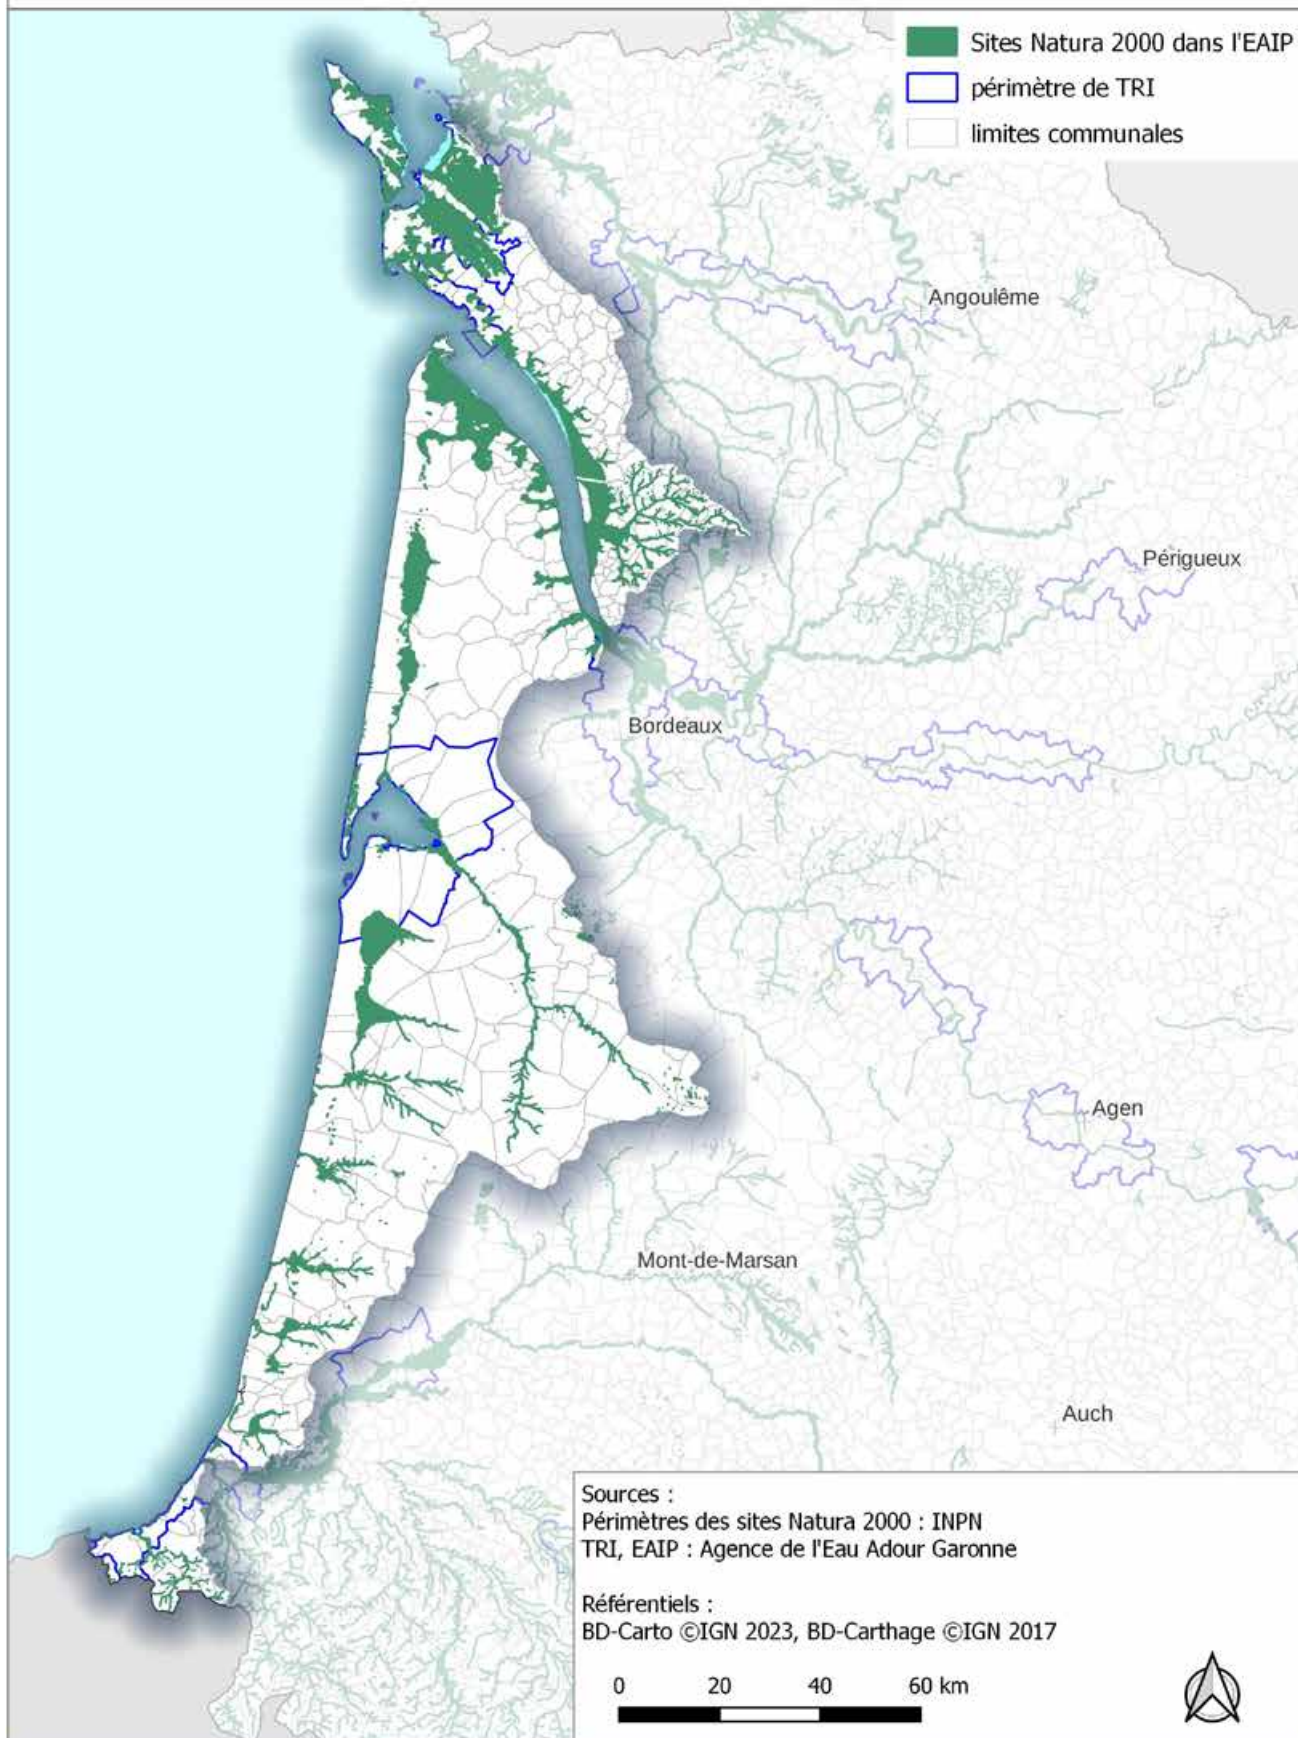 Sites Natura 2000 dans l'EAIP
périmètre de TRI
limites communales
Angoulême
Périgueux
Bordeaux
Agen
Mont-de-Marsan
Auch
Sources :
Périmètres des sites Natura 2000 : INPN
TRI, EAIP : Agence de l'Eau Adour Garonne
Référentiels :
BD-Carto ©IGN 2023, BD-Carthage ©IGN 2017
0 20 40 60 km